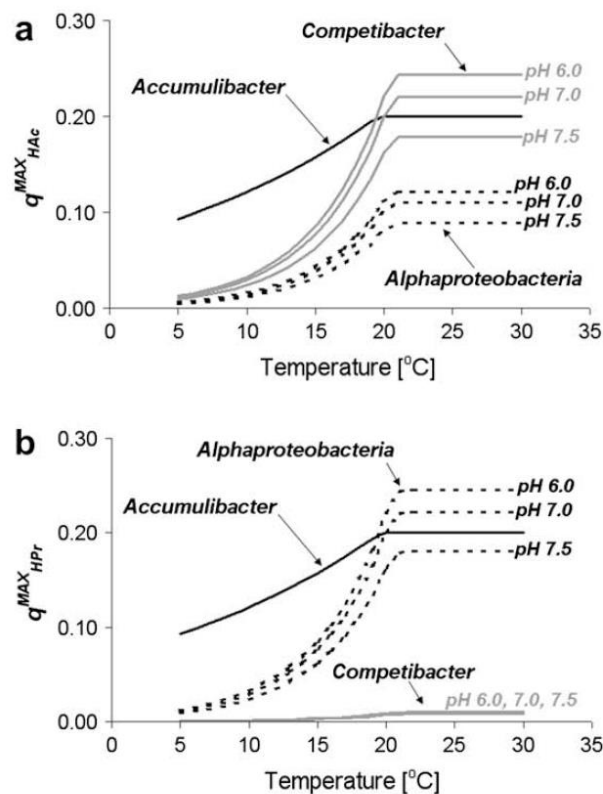 a
Competibacter
Accumulibacter
pH 6.0
pH 7.0
pH 7.5
pH 6.0
pH 7.0
pH 7.5
Alphaproteobacteria
q^MAX_HAc
0.30
0.20
0.10
0.00
0 5 10 15 20 25 30 35
Temperature [°C]
b
Alphaproteobacteria
Accumulibacter
pH 6.0
pH 7.0
pH 7.5
Competibacter
pH 6.0, 7.0, 7.5
q^MAX_HPr
0.30
0.20
0.10
0.00
0 5 10 15 20 25 30 35
Temperature [°C]